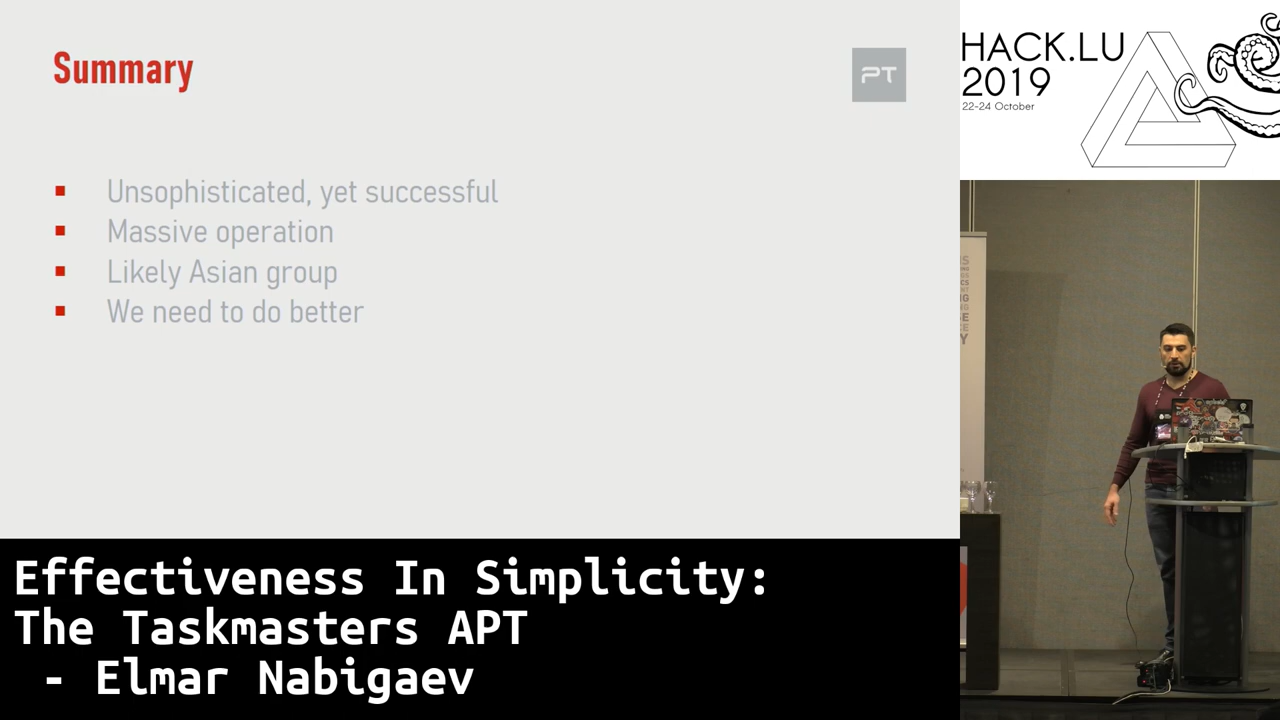 Summary
PT
Unsophisticated, yet successful
Massive operation
Likely Asian group
We need to do better
HACK.LU
2019
22-24 October
Effectiveness In Simplicity:
The Taskmasters APT
- Elmar Nabigaev